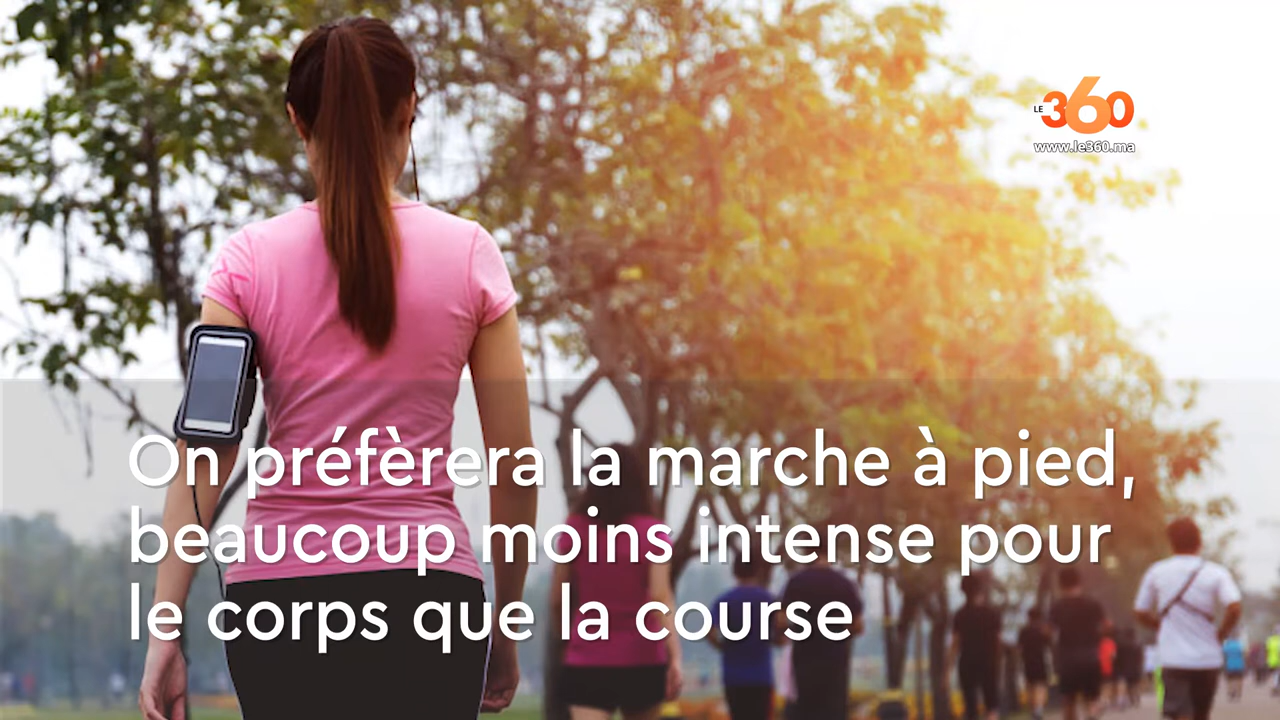 LE 360
www.le360.ma
On préfèrera la marche à pied,
beaucoup moins intense pour
le corps que la course